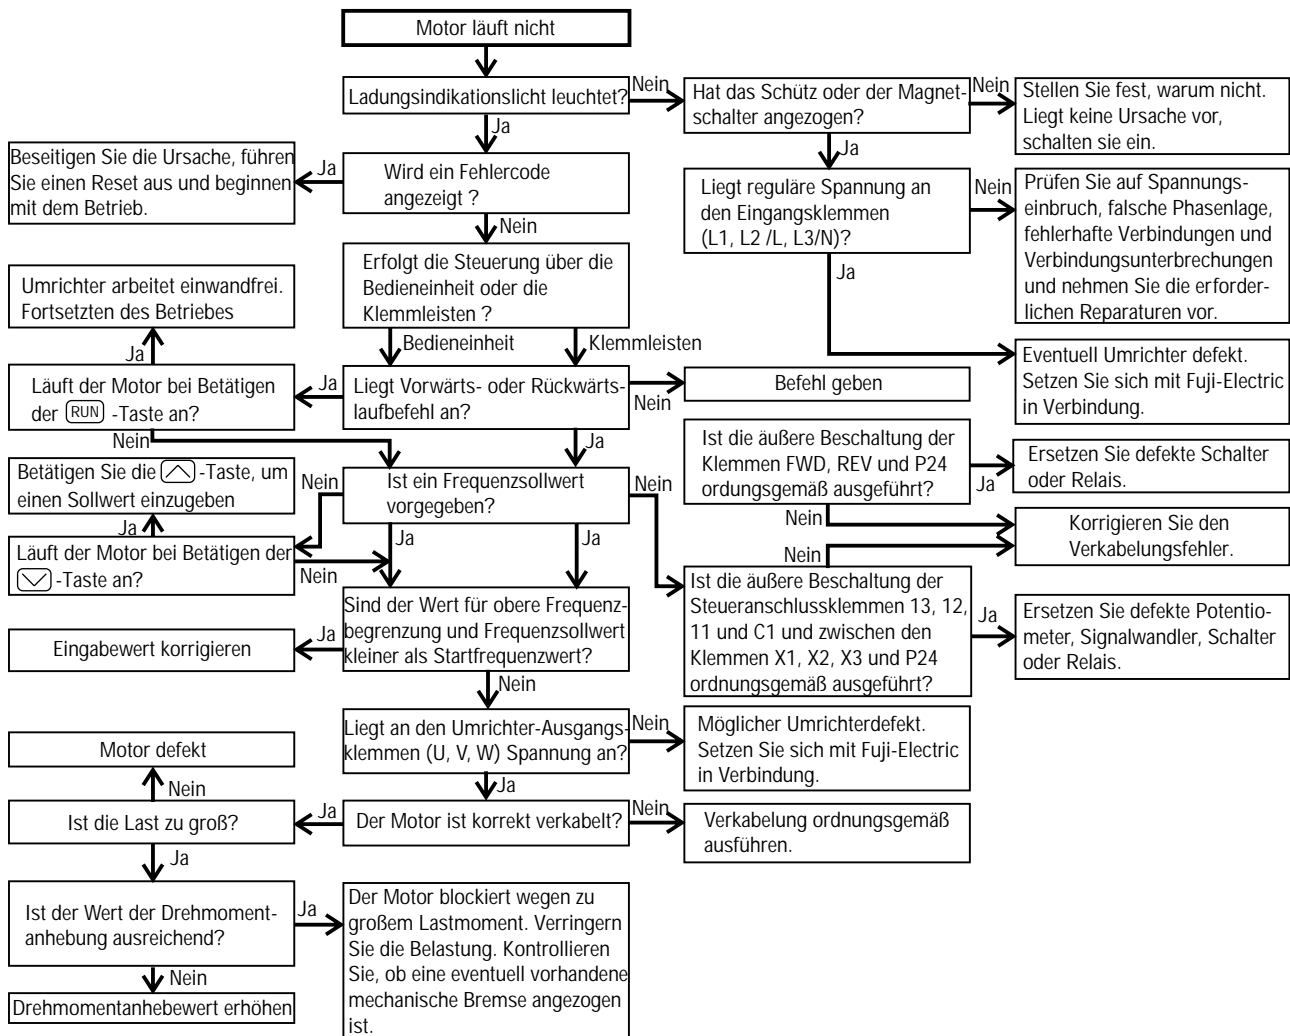 Motor läuft nicht
Ladungsindikationslicht leuchtet?
Nein
Hat das Schütz oder der Magnet-
schalter angezogen?
Nein
Stellen Sie fest, warum nicht.
Liegt keine Ursache vor,
schalten sie ein.
Ja
Ja
Beseitigen Sie die Ursache, führen
Sie einen Reset aus und beginnen
mit dem Betrieb.
Ja
Wird ein Fehlercode
angezeigt ?
Nein
Liegt reguläre Spannung an
den Eingangsklemmen
(L1, L2 /L, L3/N)?
Nein
Prüfen Sie auf Spannungs-
einbruch, falsche Phasenlage,
fehlerhafte Verbindungen und
Verbindungsunterbrechungen
und nehmen Sie die erforder-
lichen Reparaturen vor.
Ja
Erfolgt die Steuerung über die
Bedieneinheit oder die
Klemmleisten ?
Bedieneinheit
Klemmleisten
Umrichter arbeitet einwandfrei.
Fortsetzten des Betriebes
Ja
Eventuell Umrichter defekt.
Setzen Sie sich mit Fuji-Electric
in Verbindung.
Läuft der Motor bei Betätigen
der RUN -Taste an?
Ja
Liegt Vorwärts- oder Rückwärts-
laufbefehl an?
Nein
Befehl geben
Nein
Ja
Ist die äußere Beschaltung der
Klemmen FWD, REV und P24
ordungsgemäß ausgeführt?
Ja
Ersetzen Sie defekte Schalter
oder Relais.
Nein
Betätigen Sie die -Taste, um
einen Sollwert einzugeben
Nein
Ist ein Frequenzsollwert
vorgegeben?
Nein
Korrigieren Sie den
Verkabelungsfehler.
Ja
Läuft der Motor bei Betätigen der
-Taste an?
Nein
Ja
Ja
Nein
Ist die äußere Beschaltung der
Steueranschlussklemmen 13, 12,
11 und C1 und zwischen den
Klemmen X1, X2, X3 und P24
ordnungsgemäß ausgeführt?
Ja
Ersetzen Sie defekte Potentio-
meter, Signalwandler, Schalter
oder Relais.
Sind der Wert für obere Frequenz-
begrenzung und Frequenzsollwert
kleiner als Startfrequenzwert?
Ja
Eingabewert korrigieren
Nein
Liegt an den Umrichter-Ausgangs-
klemmen (U, V, W) Spannung an?
Nein
Möglicher Umrichterdefekt.
Setzen Sie sich mit Fuji-Electric
in Verbindung.
Ja
Motor defekt
Nein
Ist die Last zu groß?
Ja
Der Motor ist korrekt verkabelt?
Nein
Verkabelung ordnungsgemäß
ausführen.
Ja
Ist der Wert der Drehmoment-
anhebung ausreichend?
Ja
Der Motor blockiert wegen zu
großem Lastmoment. Verringern
Sie die Belastung. Kontrollieren
Sie, ob eine eventuell vorhandene
mechanische Bremse angezogen
ist.
Nein
Drehmomentanhebewert erhöhen